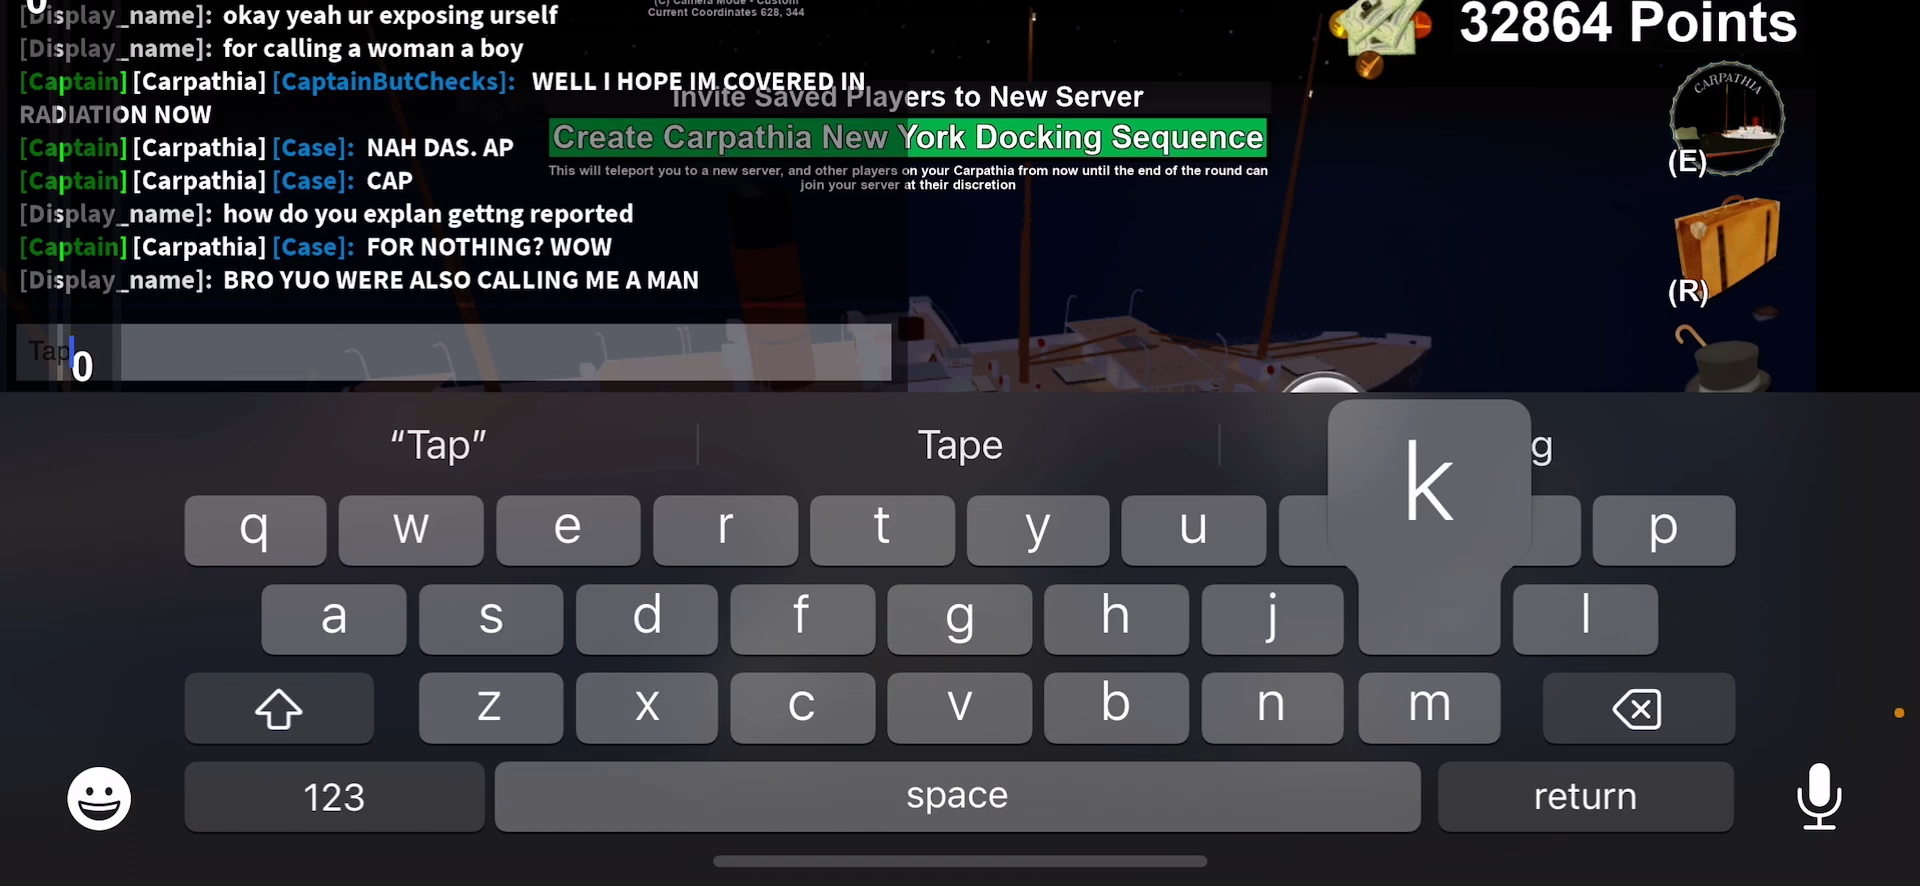 0
[Display_name]: okay yeah ur exposing urself
[Display_name]: for calling a woman a boy
[Captain] [Carpathia] [CaptainButChecks]: WELL I HOPE IM COVERED IN
RADIATION NOW
[Captain] [Carpathia] [Case]: NAH DAS. AP
[Captain] [Carpathia] [Case]: CAP
[Display_name]: how do you explan gettng reported
[Captain] [Carpathia] [Case]: FOR NOTHING? WOW
[Display_name]: BRO YUO WERE ALSO CALLING ME A MAN
Tap
0
(C) Camera Mode - Custom
Current Coordinates 628, 344
Invite Saved Players to New Server
Create Carpathia New York Docking Sequence
This will teleport you to a new server, and other players on your Carpathia from now until the end of the round can
join your server at their discretion
32864 Points
CARPATHIA
(E)
(R)
“Tap”
Tape
g
k
q w e r t y u p
a s d f g h j l
z x c v b n m
123 space return